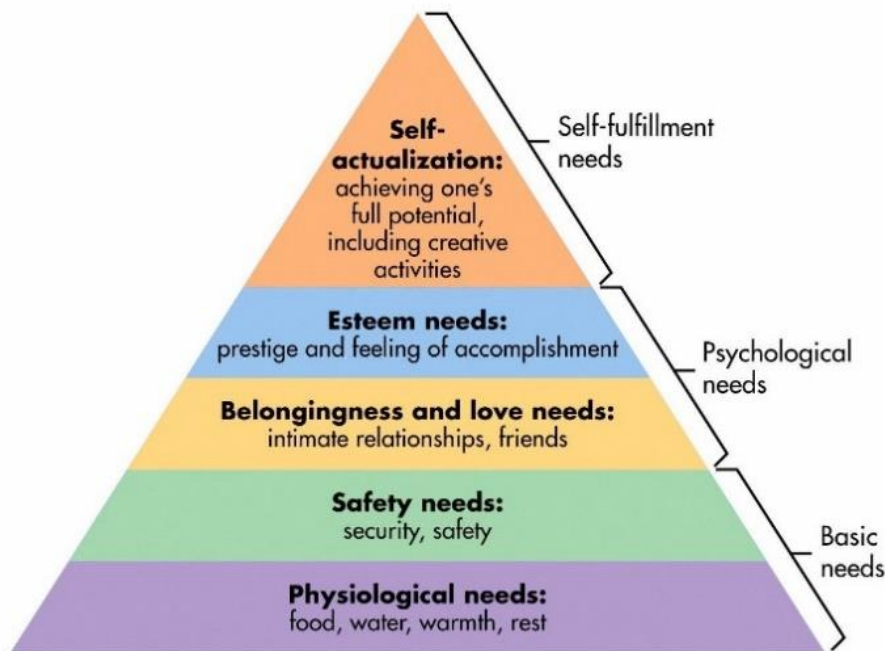 Self-
actualization:
achieving one's
full potential,
including creative
activities
Self-fulfillment
needs
Esteem needs:
prestige and feeling of accomplishment
Belongingness and love needs:
intimate relationships, friends
Psychological
needs
Safety needs:
security, safety
Physiological needs:
food, water, warmth, rest
Basic
needs